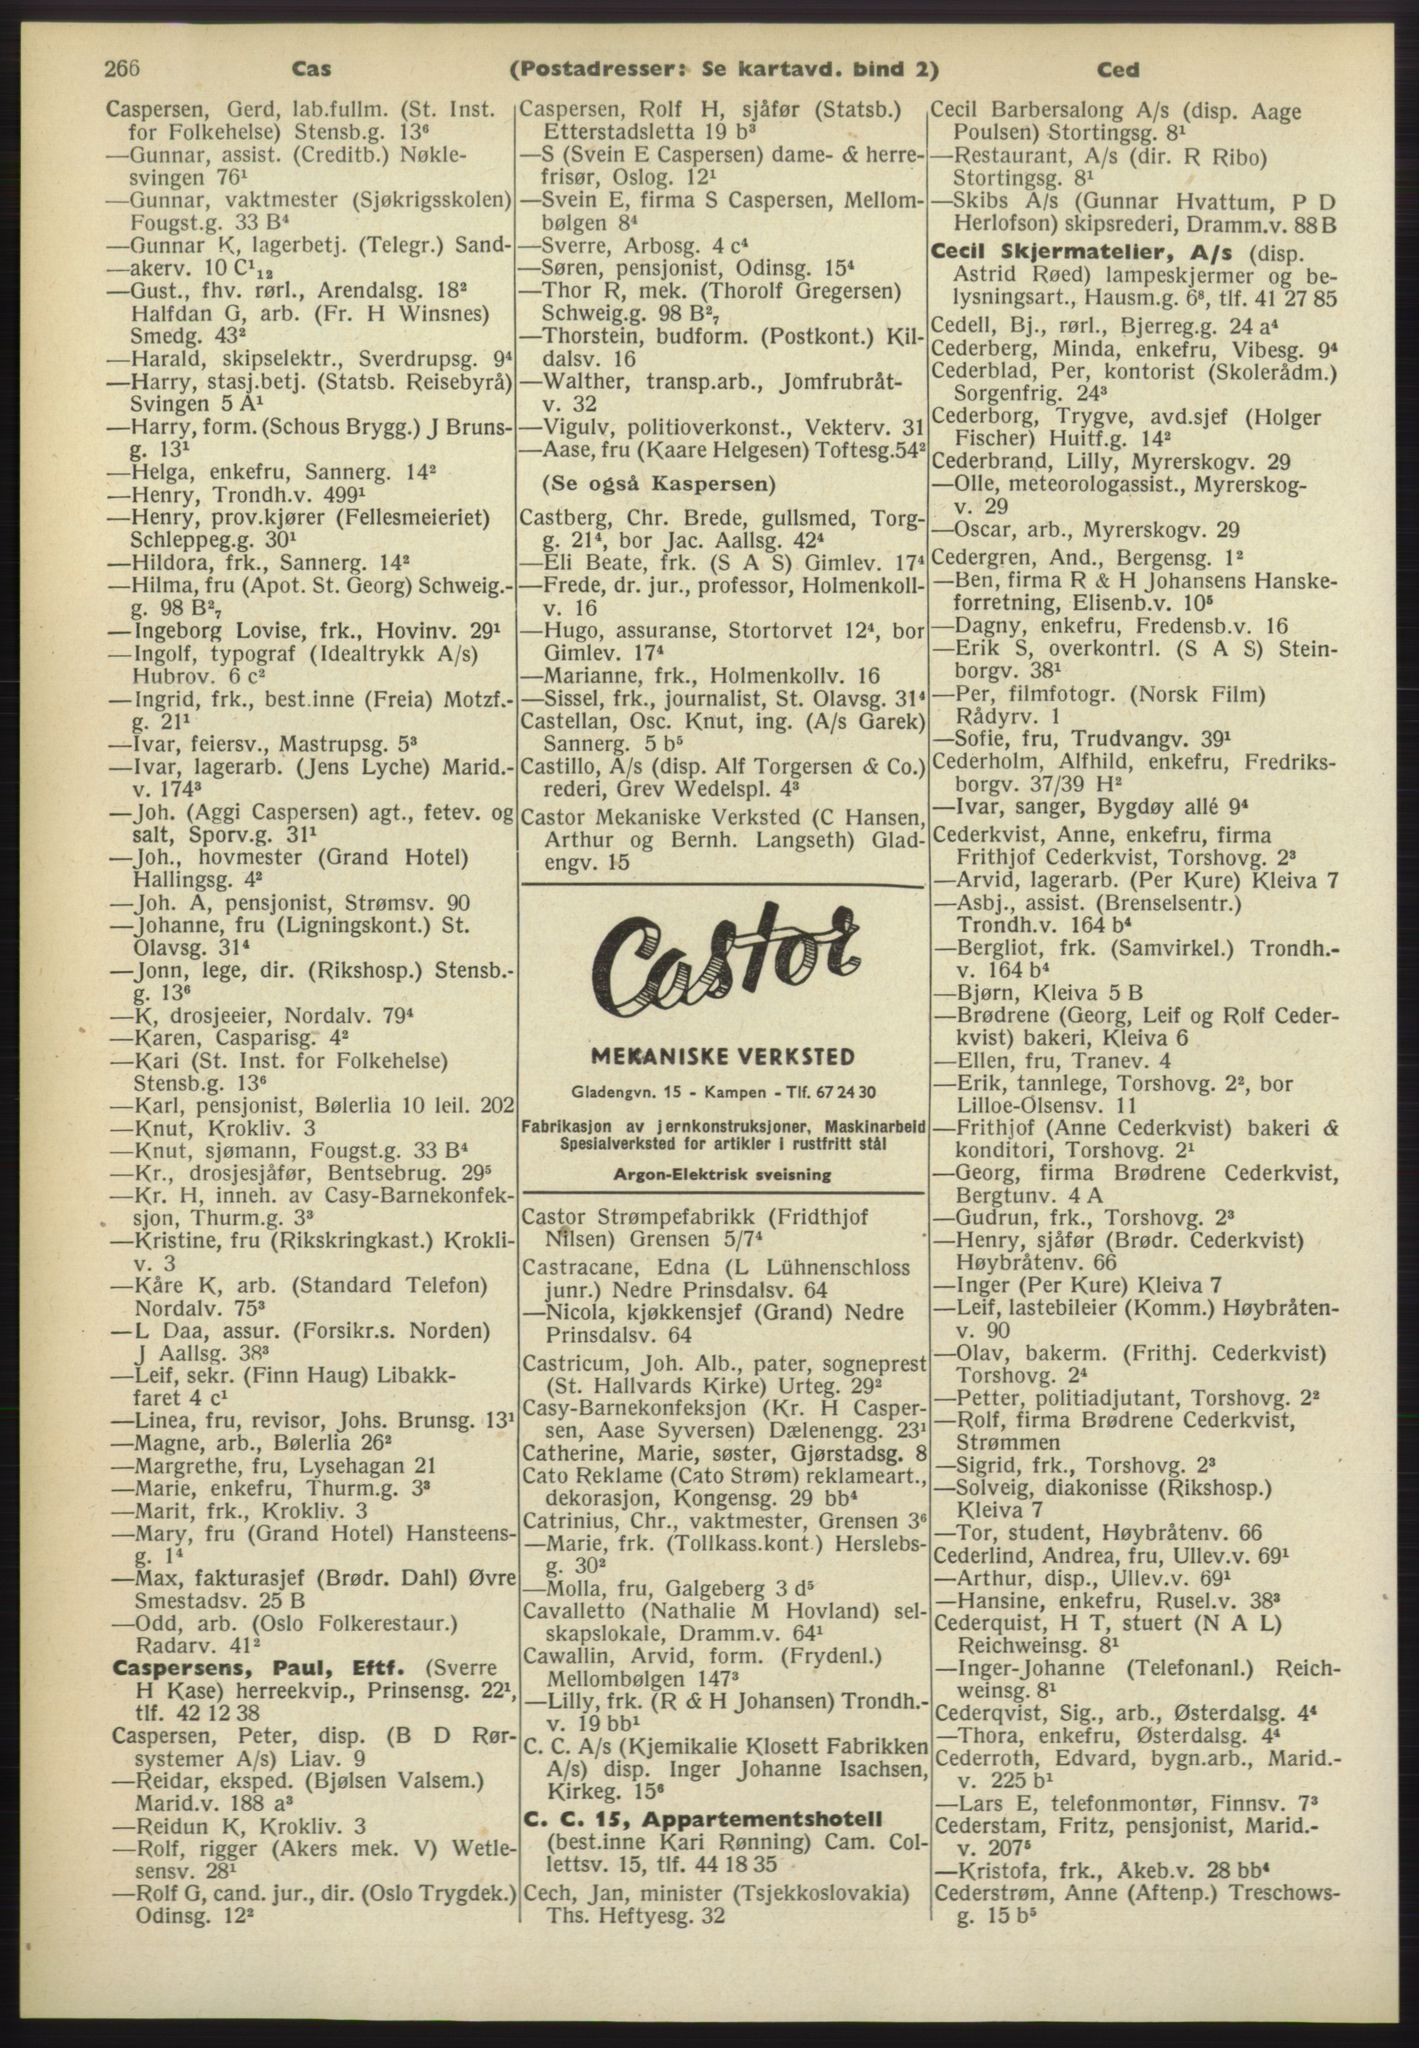 266
Cas
(Postadresser: Se kartavd. bind 2)
Ced
Caspersen, Gerd, lab.fullm. (St. Inst.
for Folkehelse) Stensb.g. 13⁶
—Gunnar, assist. (Creditb.) Nøkle-
svingen 76¹
—Gunnar, vaktmester (Sjøkrigsskolen)
Fougst.g. 33 B⁴
—Gunnar K, lagerbetj. (Telegr.) Sand-
—akerv. 10 C¹₁₂
—Gust., fhv. rørl., Arendalsg. 18²
Halfdan G, arb. (Fr. H Winsnes)
Smedg. 43²
—Harald, skipselektr., Sverdrupsg. 9⁴
—Harry, stasj.betj. (Statsb. Reisebyrå)
Svingen 5 A¹
—Harry, form. (Schous Brygg.) J Bruns-
g. 13¹
—Helga, enkefru, Sannerg. 14²
—Henry, Trondh.v. 499¹
—Henry, prov.kjører (Fellesmeieriet)
Schleppeg.g. 30¹
—Hildora, frk., Sannerg. 14²
—Hilma, fru (Apot. St. Georg) Schweig.-
g. 98 B²₇
—Ingeborg Lovise, frk., Hovinv. 29¹
—Ingolf, typograf (Idealtrykk A/s)
Hubrov. 6 c²
—Ingrid, frk., best.inne (Freia) Motzf.-
g. 21¹
—Ivar, feiersv., Mastrupsg. 5³
—Ivar, lagerarb. (Jens Lyche) Marid.-
v. 174³
—Joh. (Aggi Caspersen) agt., fetev. og
salt, Sporv.g. 31¹
—Joh., hovmester (Grand Hotel)
Hallingsg. 4²
—Joh. A, pensjonist, Strømsv. 90
—Johanne, fru (Ligningskont.) St.
Olavsg. 31⁴
—Jonn, lege, dir. (Rikshosp.) Stensb.-
g. 13⁶
—K, drosjeeier, Nordalv. 79⁴
—Karen, Casparisg. 4²
—Kari (St. Inst. for Folkehelse)
Stensb.g. 13⁶
—Karl, pensjonist, Bølerlia 10 leil. 202
—Knut, Krokliv. 3
—Knut, sjømann, Fougst.g. 33 B⁴
—Kr., drosjesjåfør, Bentsebrug. 29⁵
—Kr. H, inneh. av Casy-Barnekonfek-
sjon, Thurm.g. 3³
—Kristine, fru (Rikskringkast.) Krokli-
v. 3
—Kåre K, arb. (Standard Telefon)
Nordalv. 75³
—L Daa, assur. (Forsikr.s. Norden)
J Aallsg. 38³
—Leif, sekr. (Finn Haug) Libakk-
faret 4 c¹
—Linea, fru, revisor, Johs. Brunsg. 13¹
—Magne, arb., Bølerlia 26²
—Margrethe, fru, Lysehagan 21
—Marie, enkefru, Thurm.g. 3³
—Marit, frk., Krokliv. 3
—Mary, fru (Grand Hotel) Hansteens-
g. 1⁴
—Max, fakturasjef (Brødr. Dahl) Øvre
Smestadsv. 25 B
—Odd, arb. (Oslo Folkerestaur.)
Radarv. 41²
Caspersens, Paul, Eftf. (Sverre
H Kase) herreekvip., Prinsensg. 22¹,
tlf. 42 12 38
Caspersen, Peter, disp. (B D Rør-
systemer A/s) Liav. 9
—Reidar, eksped. (Bjølsen Valsem.)
Marid.v. 188 a³
—Reidun K, Krokliv. 3
—Rolf, rigger (Akers mek. V) Wetle-
sensv. 28¹
—Rolf G, cand. jur., dir. (Oslo Trygdek.)
Odinsg. 12²
Caspersen, Rolf H, sjåfør (Statsb.)
Etterstadsletta 19 b³
—S (Svein E Caspersen) dame- & herre-
frisør, Oslog. 12¹
—Svein E, firma S Caspersen, Mellom-
bølgen 8⁴
—Sverre, Arbosg. 4 c⁴
—Søren, pensjonist, Odinsg. 15⁴
—Thor R, mek. (Thorolf Gregersen)
Schweig.g. 98 B²₇
—Thorstein, budform. (Postkont.) Kil-
dalsv. 16
—Walther, transp.arb., Jomfrubråt-
v. 32
—Vigulv, politioverkonst., Vekterv. 31
—Aase, fru (Kaare Helgesen) Toftesg.54²
(Se også Kaspersen)
Castberg, Chr. Brede, gullsmed, Torg-
g. 21⁴, bor Jac. Aallsg. 42⁴
—Eli Beate, frk. (S A S) Gimlev. 17⁴
—Frede, dr. jur., professor, Holmenkoll-
v. 16
—Hugo, assuranse, Stortorvet 12⁴, bor
Gimlev. 17⁴
—Marianne, frk., Holmenkollv. 16
—Sissel, frk., journalist, St. Olavsg. 31⁴
Castellan, Osc. Knut, ing. (A/s Garek)
Sannerg. 5 b⁵
Castillo, A/s (disp. Alf Torgersen & Co.)
rederi, Grev Wedelspl. 4³
Castor Mekaniske Verksted (C Hansen,
Arthur og Bernh. Langseth) Glad-
engv. 15
Castor
MEKANISKE VERKSTED
Gladengvn. 15 - Kampen - Tlf. 67 24 30
Fabrikasjon av jernkonstruksjoner, Maskinarbeid
Spesialverksted for artikler i rustfritt stål
Argon-Elektrisk sveisning
Castor Strømpefabrikk (Fridthjof
Nilsen) Grensen 5/7⁴
Castracane, Edna (L Lühnenschloss
junr.) Nedre Prinsdalsv. 64
—Nicola, kjøkkensjef (Grand) Nedre
Prinsdalsv. 64
Castricum, Joh. Alb., pater, sogneprest
(St. Hallvards Kirke) Urteg. 29²
Casy-Barnekonfeksjon (Kr. H Casper-
sen, Aase Syversen) Dælenengg. 23¹
Catherine, Marie, søster, Gjørstadsg. 8
Cato Reklame (Cato Strøm) reklameart.,
dekorasjon, Kongensg. 29 bb⁴
Catrinius, Chr., vaktmester, Grensen 3⁶
—Marie, frk. (Tollkass.kont.) Herslebs-
g. 30²
—Molla, fru, Galgeberg 3 d⁵
Cavalletto (Nathalie M Hovland) sel-
skapslokale, Dramm.v. 64¹
Cawallin, Arvid, form. (Frydenl.)
Mellombølgen 147³
—Lilly, frk. (R & H Johansen) Trondh.-
v. 19 bb¹
C. C. A/s (Kjemikalie Klosett Fabrikken
A/s) disp. Inger Johanne Isachsen,
Kirkeg. 15⁶
C. C. 15, Appartementshotell
(best.inne Kari Rønning) Cam. Col-
lettsv. 15, tlf. 44 18 35
Cech, Jan, minister (Tsjekkoslovakia)
Ths. Heftyesg. 32
Cecil Barbersalong A/s (disp. Aage
Poulsen) Stortingsg. 8¹
—Restaurant, A/s (dir. R Ribo)
Stortingsg. 8¹
—Skibs A/s (Gunnar Hvattum, P D
Herlofson) skipsrederi, Dramm.v. 88 B
Cecil Skjermatelier, A/s (disp.
Astrid Røed) lampeskjermer og be-
lysningsart., Hausm.g. 6⁸, tlf. 41 27 85
Cedell, Bj., rørl., Bjerreg.g. 24 a⁴
Cederberg, Minda, enkefru, Vibesg. 9⁴
Cederblad, Per, kontorist (Skolerådm.)
Sorgenfrig. 24³
Cederborg, Trygve, avd.sjef (Holger
Fischer) Huitf.g. 14²
Cederbrand, Lilly, Myrerskogv. 29
—Olle, meteorologassist., Myrerskog-
v. 29
—Oscar, arb., Myrerskogv. 29
Cedergren, And., Bergensg. 1²
—Ben, firma R & H Johansens Hanske-
forretning, Elisenb.v. 10⁵
—Dagny, enkefru, Fredensb.v. 16
—Erik S, overkontrl. (S A S) Stein-
borgv. 38¹
—Per, filmfotogr. (Norsk Film)
Rådyrv. 1
—Sofie, fru, Trudvangv. 39¹
Cederholm, Alfhild, enkefru, Fredriks-
borgv. 37/39 H²
—Ivar, sanger, Bygdøy allé 9⁴
Cederkvist, Anne, enkefru, firma
Frithjof Cederkvist, Torshovg. 2³
—Arvid, lagerarb. (Per Kure) Kleiva 7
—Asbj., assist. (Brenselsentr.)
Trondh.v. 164 b⁴
—Bergliot, frk. (Samvirkel.) Trondh.-
v. 164 b⁴
—Bjørn, Kleiva 5 B
—Brødrene (Georg, Leif og Rolf Ceder-
kvist) bakeri, Kleiva 6
—Ellen, fru, Tranev. 4
—Erik, tannlege, Torshovg. 2², bor
Lilloe-Olsensv. 11
—Frithjof (Anne Cederkvist) bakeri &
konditori, Torshovg. 2¹
—Georg, firma Brødrene Cederkvist,
Bergtunv. 4 A
—Gudrun, frk., Torshovg. 2³
—Henry, sjåfør (Brødr. Cederkvist)
Høybråtenv. 66
—Inger (Per Kure) Kleiva 7
—Leif, lastebileier (Komm.) Høybråten-
v. 90
—Olav, bakerm. (Frithj. Cederkvist)
Torshovg. 2⁴
—Petter, politiadjutant, Torshovg. 2²
—Rolf, firma Brødrene Cederkvist,
Strømmen
—Sigrid, frk., Torshovg. 2³
—Solveig, diakonisse (Rikshosp.)
Kleiva 7
—Tor, student, Høybråtenv. 66
Cederlind, Andrea, fru, Ullev.v. 69¹
—Arthur, disp., Ullev.v. 69¹
—Hansine, enkefru, Rusel.v. 38³
Cederquist, H T, stuert (N A L)
Reichweinsg. 8¹
—Inger-Johanne (Telefonanl.) Reich-
weinsg. 8¹
Cederqvist, Sig., arb., Østerdalsg. 4⁴
—Thora, enkefru, Østerdalsg. 4⁴
Cederroth, Edvard, bygn.arb., Marid.-
v. 225 b¹
—Lars E, telefonmontør, Finnsv. 7³
Cederstam, Fritz, pensjonist, Marid.-
v. 207⁵
—Kristofa, frk., Akeb.v. 28 bb⁴
Cederstrøm, Anne (Aftenp.) Treschows-
g. 15 b⁵